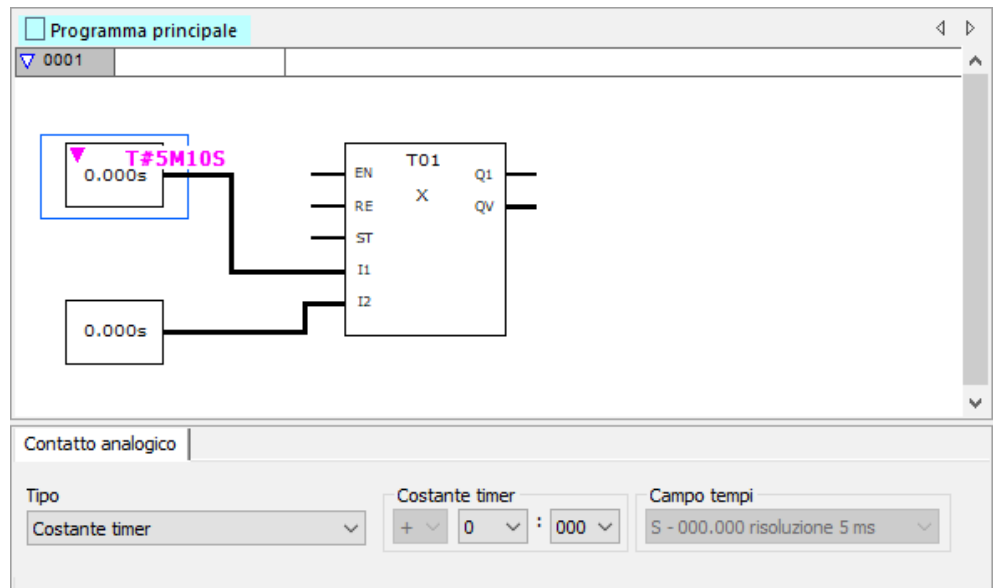 Programma principale
0001
T#5M10S
0.000s
T01
X
EN
Q1
RE
QV
ST
I1
I2
0.000s
Contatto analogico
Tipo
Costante timer
Campo tempi
Costante timer
+
0
:
000
S - 000.000 risoluzione 5 ms